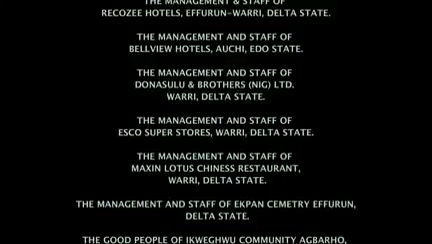 THE MANAGEMENT & STAFF OF
RECOZEE HOTELS, EFFURUN-WARRI, DELTA STATE.
THE MANAGEMENT AND STAFF OF
BELLVIEW HOTELS, AUCHI, EDO STATE.
THE MANAGEMENT AND STAFF OF
DONASULU & BROTHERS (NIG) LTD.
WARRI, DELTA STATE.
THE MANAGEMENT AND STAFF OF
ESCO SUPER STORES, WARRI, DELTA STATE.
THE MANAGEMENT AND STAFF OF
MAXIN LOTUS CHINESS RESTAURANT,
WARRI, DELTA STATE.
THE MANAGEMENT AND STAFF OF EKPAN CEMETRY EFFURUN,
DELTA STATE.
THE GOOD PEOPLE OF IKWEGHWU COMMUNITY AGBARHO,